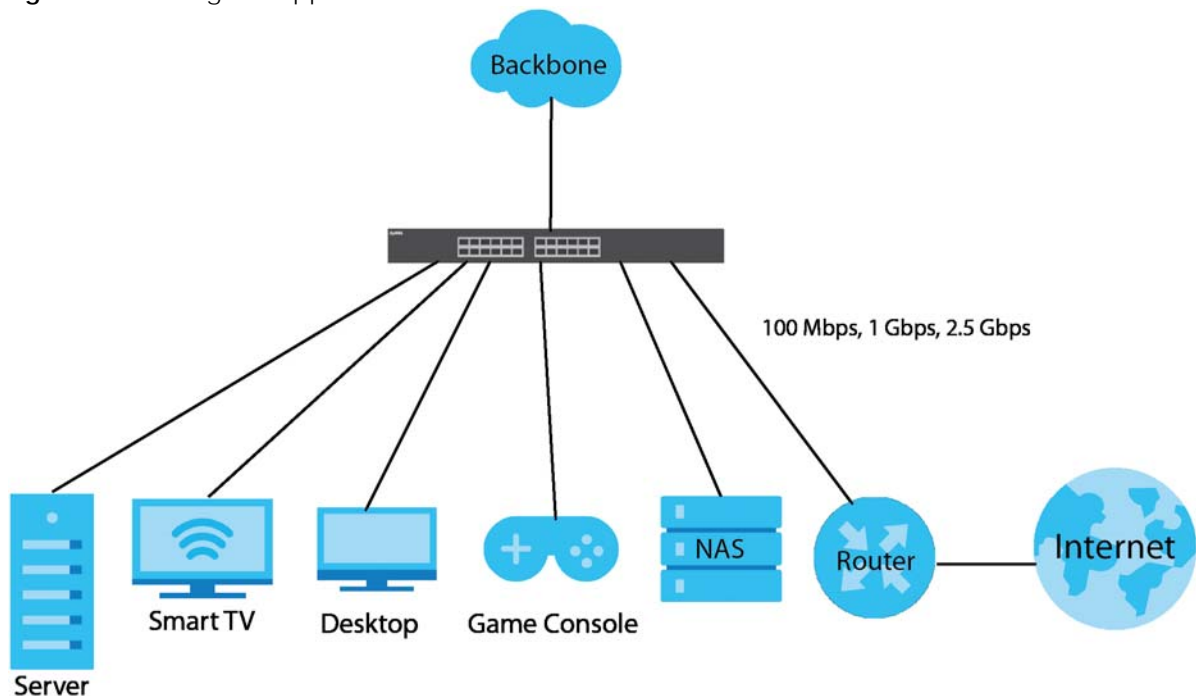 Backbone
100 Mbps, 1 Gbps, 2.5 Gbps
NAS
Router
Internet
Smart TV
Desktop
Game Console
Server